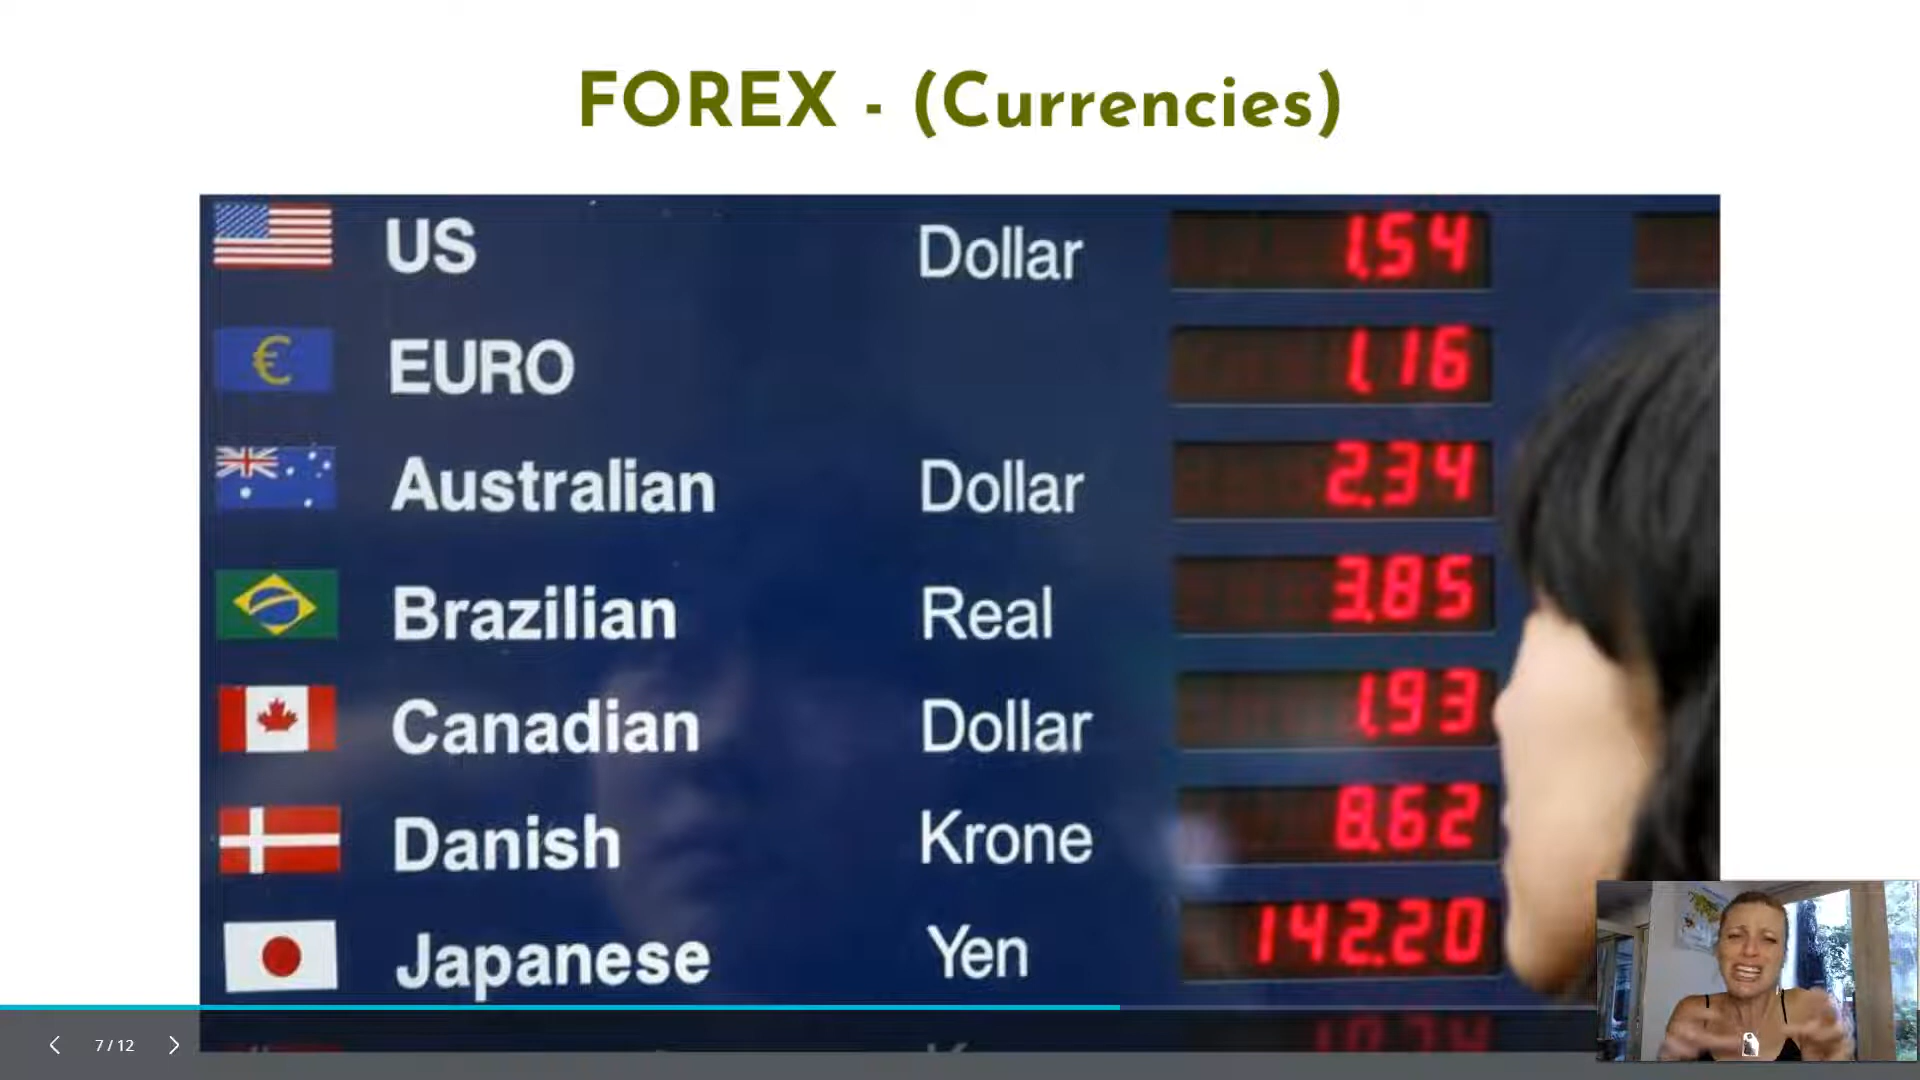 FOREX - (Currencies)
US Dollar 1.54
€ EURO 1.16
Australian Dollar 2.34
Brazilian Real 3.85
Canadian Dollar 1.93
Danish Krone 8.62
Japanese Yen 142.20
7 / 12